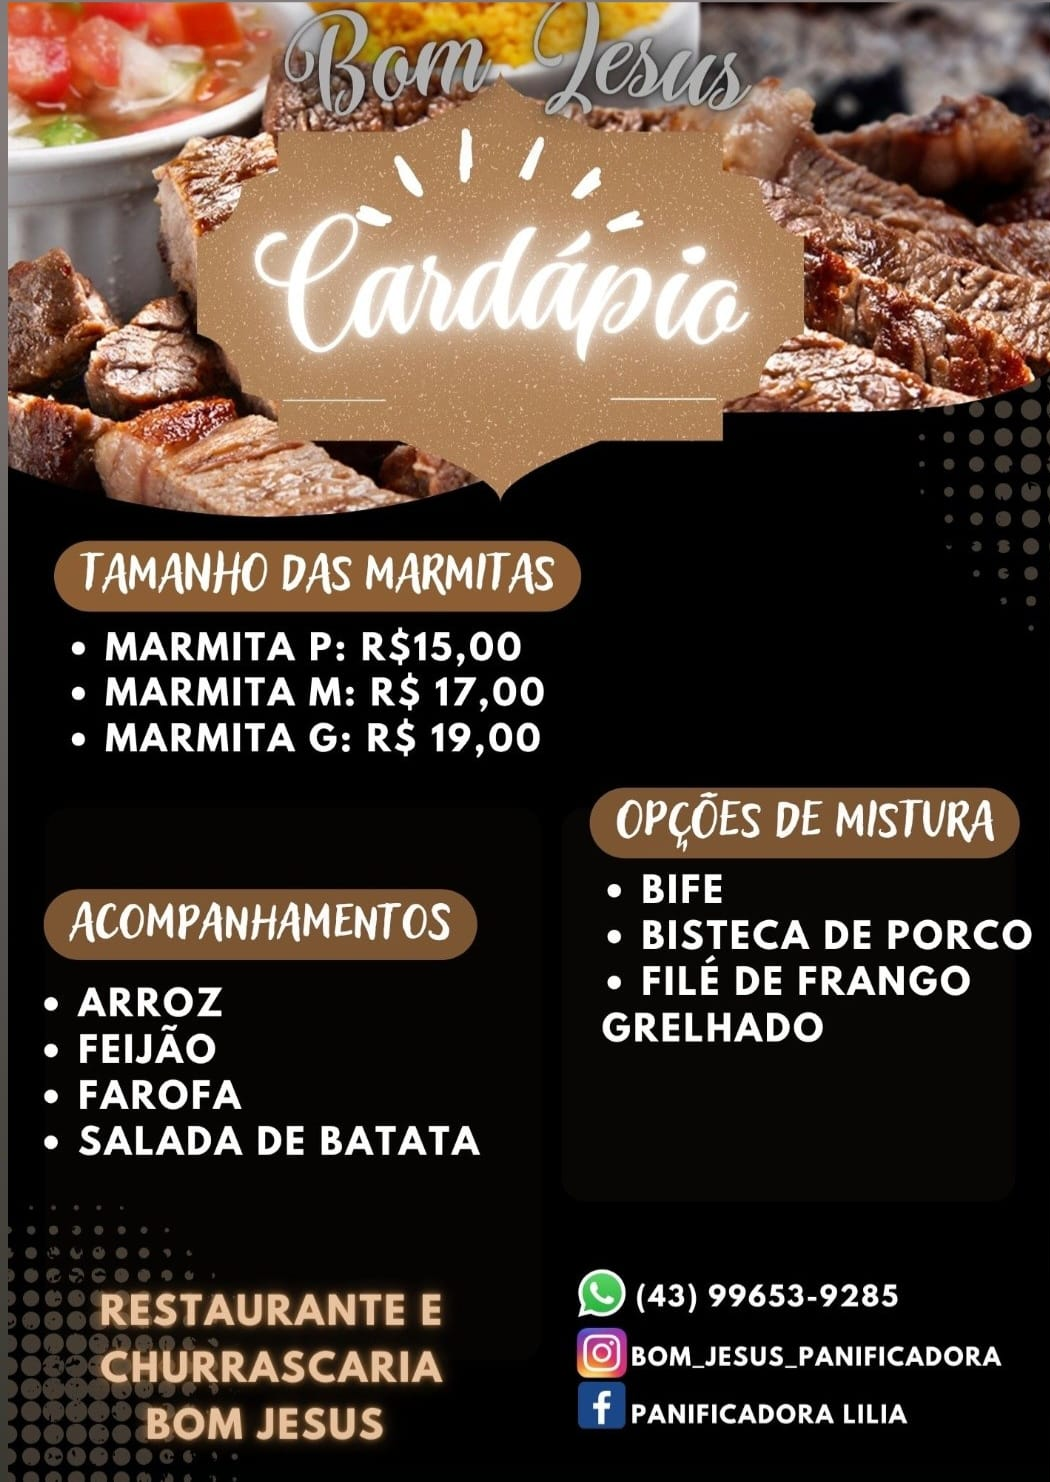 Bom Jesus
Cardápio
TAMANHO DAS MARMITAS
• MARMITA P: R$15,00
• MARMITA M: R$ 17,00
• MARMITA G: R$ 19,00
OPÇÕES DE MISTURA
• BIFE
• BISTECA DE PORCO
• FILÉ DE FRANGO
GRELHADO
ACOMPANHAMENTOS
• ARROZ
• FEIJÃO
• FAROFA
• SALADA DE BATATA
RESTAURANTE E
CHURRASCARIA
BOM JESUS
(43) 99653-9285
BOM_JESUS_PANIFICADORA
PANIFICADORA LILIA